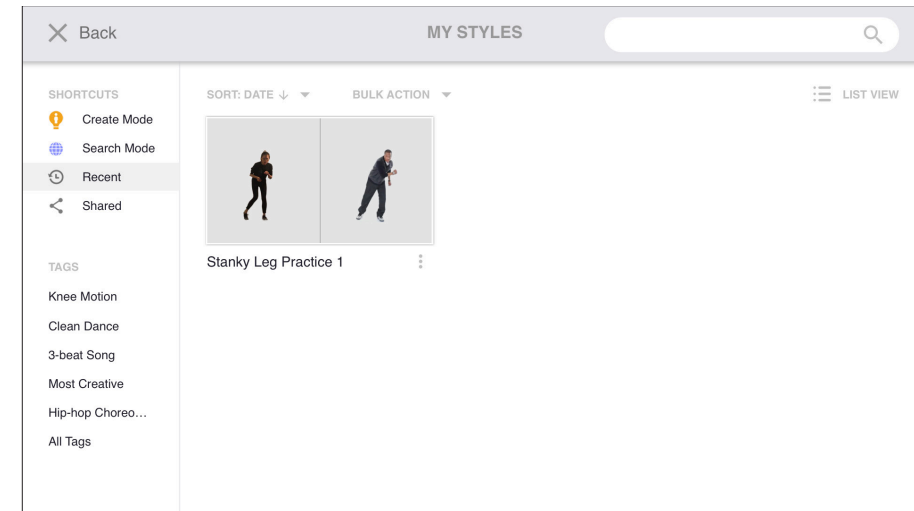 Back
MY STYLES
SHORTCUTS
Create Mode
Search Mode
Recent
Shared
TAGS
Knee Motion
Clean Dance
3-beat Song
Most Creative
Hip-hop Choreo…
All Tags
SORT: DATE ↓
BULK ACTION
LIST VIEW
Stanky Leg Practice 1